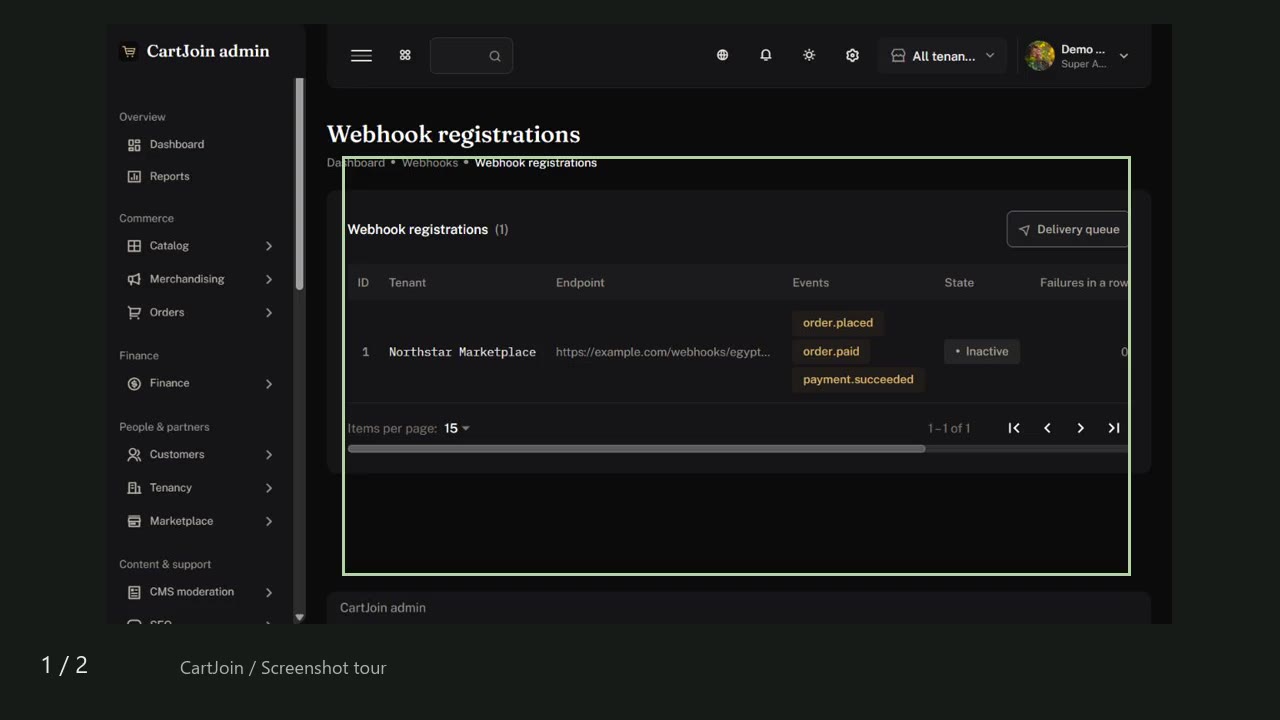 CartJoin admin
All tenan...
Demo ...
Super A...
Overview
Dashboard
Reports
Commerce
Catalog
Merchandising
Orders
Finance
Finance
People & partners
Customers
Tenancy
Marketplace
Content & support
CMS moderation
SEO
Webhook registrations
Dashboard • Webhooks • Webhook registrations
Webhook registrations (1)
Delivery queue
ID Tenant Endpoint Events State Failures in a row
1 Northstar Marketplace https://example.com/webhooks/egypt... order.placed • Inactive 0
order.paid
payment.succeeded
Items per page: 15
1–1 of 1
CartJoin admin
1 / 2
CartJoin / Screenshot tour